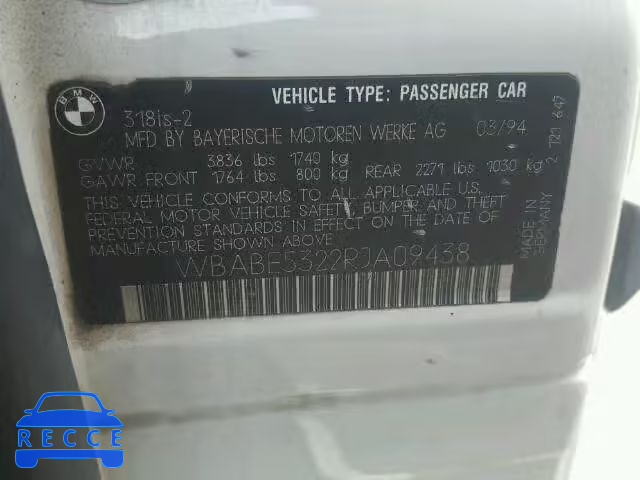 BMW
VEHICLE TYPE: PASSENGER CAR
318is-2
MFD BY BAYERISCHE MOTOREN WERKE AG 03/94
GVWR 3836 lbs 1740 kg
GAWR FRONT 1764 lbs 800 kg REAR 2271 lbs 1030 kg
THIS VEHICLE CONFORMS TO ALL APPLICABLE U.S.
FEDERAL MOTOR VEHICLE SAFETY, BUMPER AND THEFT
PREVENTION STANDARDS IN EFFECT ON THE DATE OF
MANUFACTURE SHOWN ABOVE.
WBABE5322RJA09438
2 121 647
MADE IN
GERMANY
RECCE